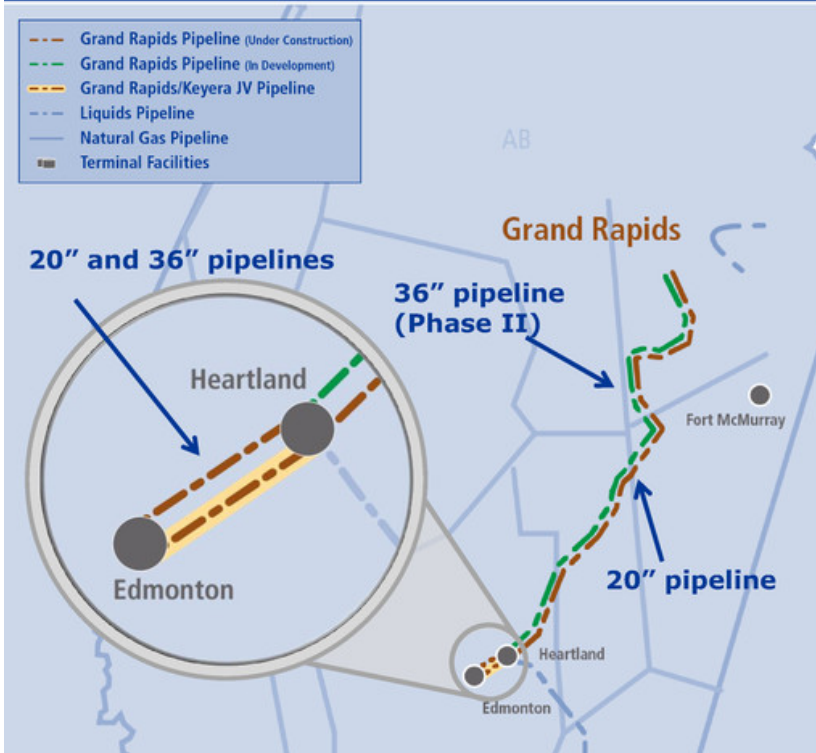 Grand Rapids Pipeline (Under Construction)
Grand Rapids Pipeline (In Development)
Grand Rapids/Keyera JV Pipeline
Liquids Pipeline
Natural Gas Pipeline
Terminal Facilities
AB
Grand Rapids
20” and 36” pipelines
36” pipeline
(Phase II)
Heartland
Fort McMurray
Edmonton
20” pipeline
Heartland
Edmonton